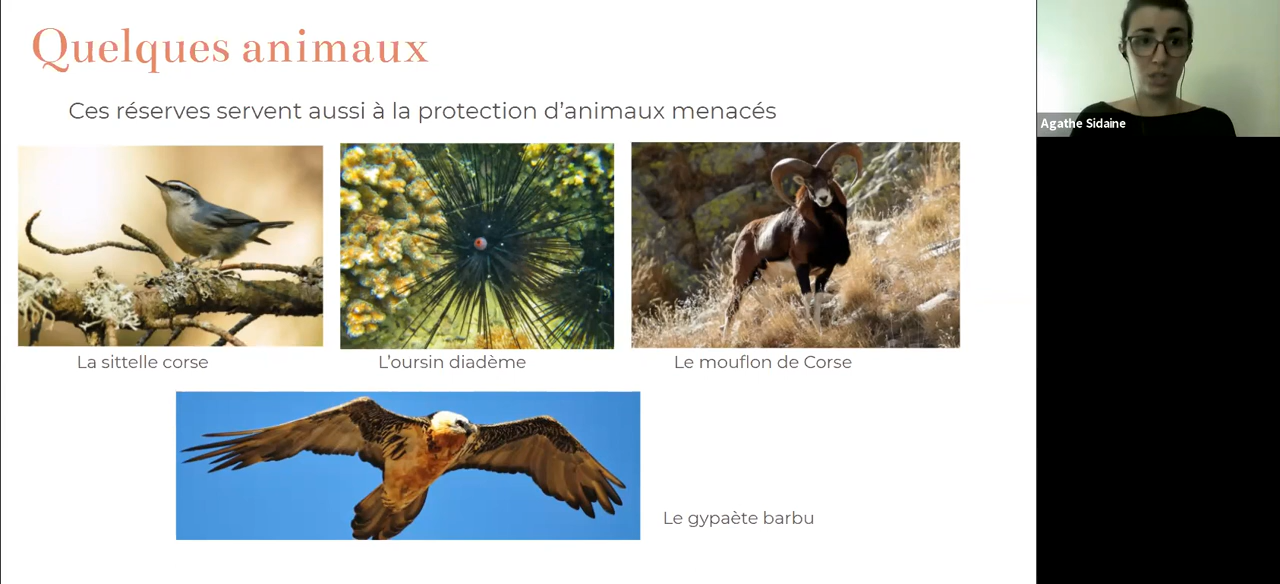 Quelques animaux
Ces réserves servent aussi à la protection d'animaux menacés
La sittelle corse
L'oursin diadème
Le mouflon de Corse
Le gypaète barbu
Agathe Sidaine